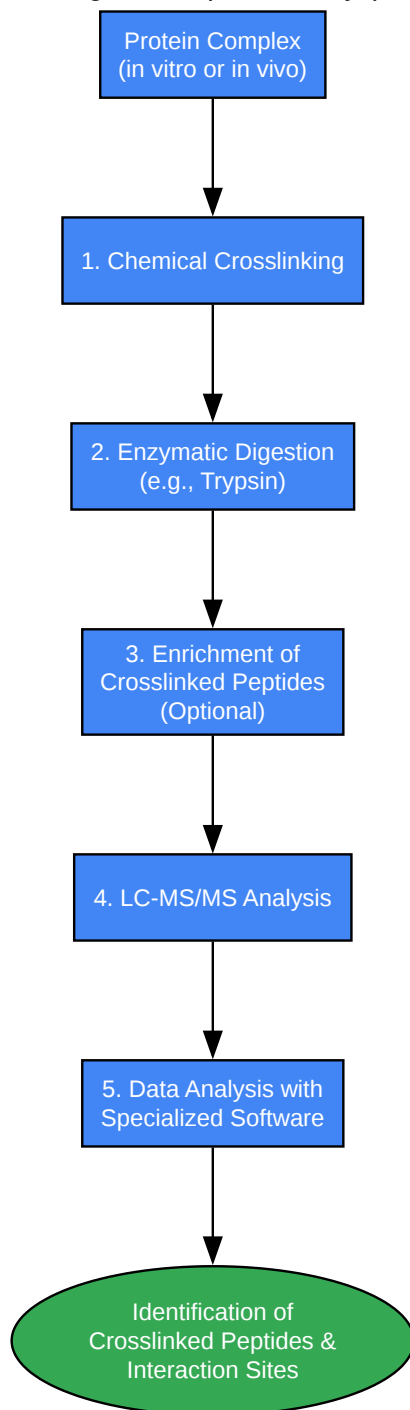 Protein Complex
(in vitro or in vivo)
1. Chemical Crosslinking
2. Enzymatic Digestion
(e.g., Trypsin)
3. Enrichment of
Crosslinked Peptides
(Optional)
4. LC-MS/MS Analysis
5. Data Analysis with
Specialized Software
Identification of
Crosslinked Peptides &
Interaction Sites